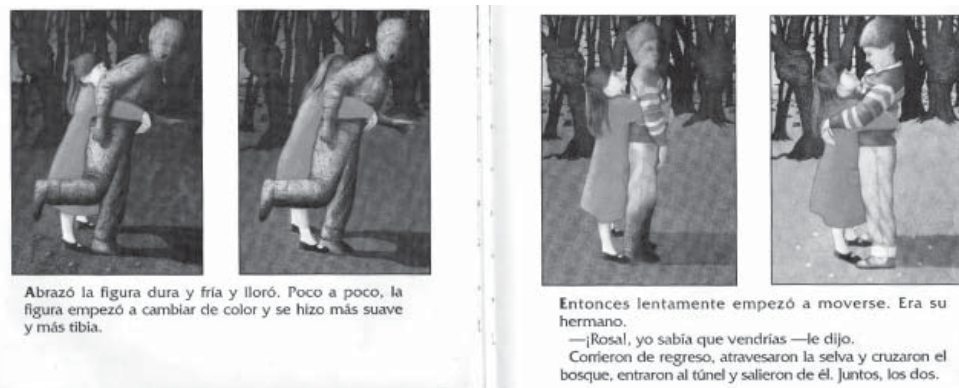 Abrazó la figura dura y fría y lloró. Poco a poco, la
figura empezó a cambiar de color y se hizo más suave
y más tibia.
Entonces lentamente empezó a moverse. Era su
hermano.
—¡Rosa!, yo sabía que vendrías —le dijo.
Corrieron de regreso, atravesaron la selva y cruzaron el
bosque, entraron al túnel y salieron de él. Juntos, los dos.